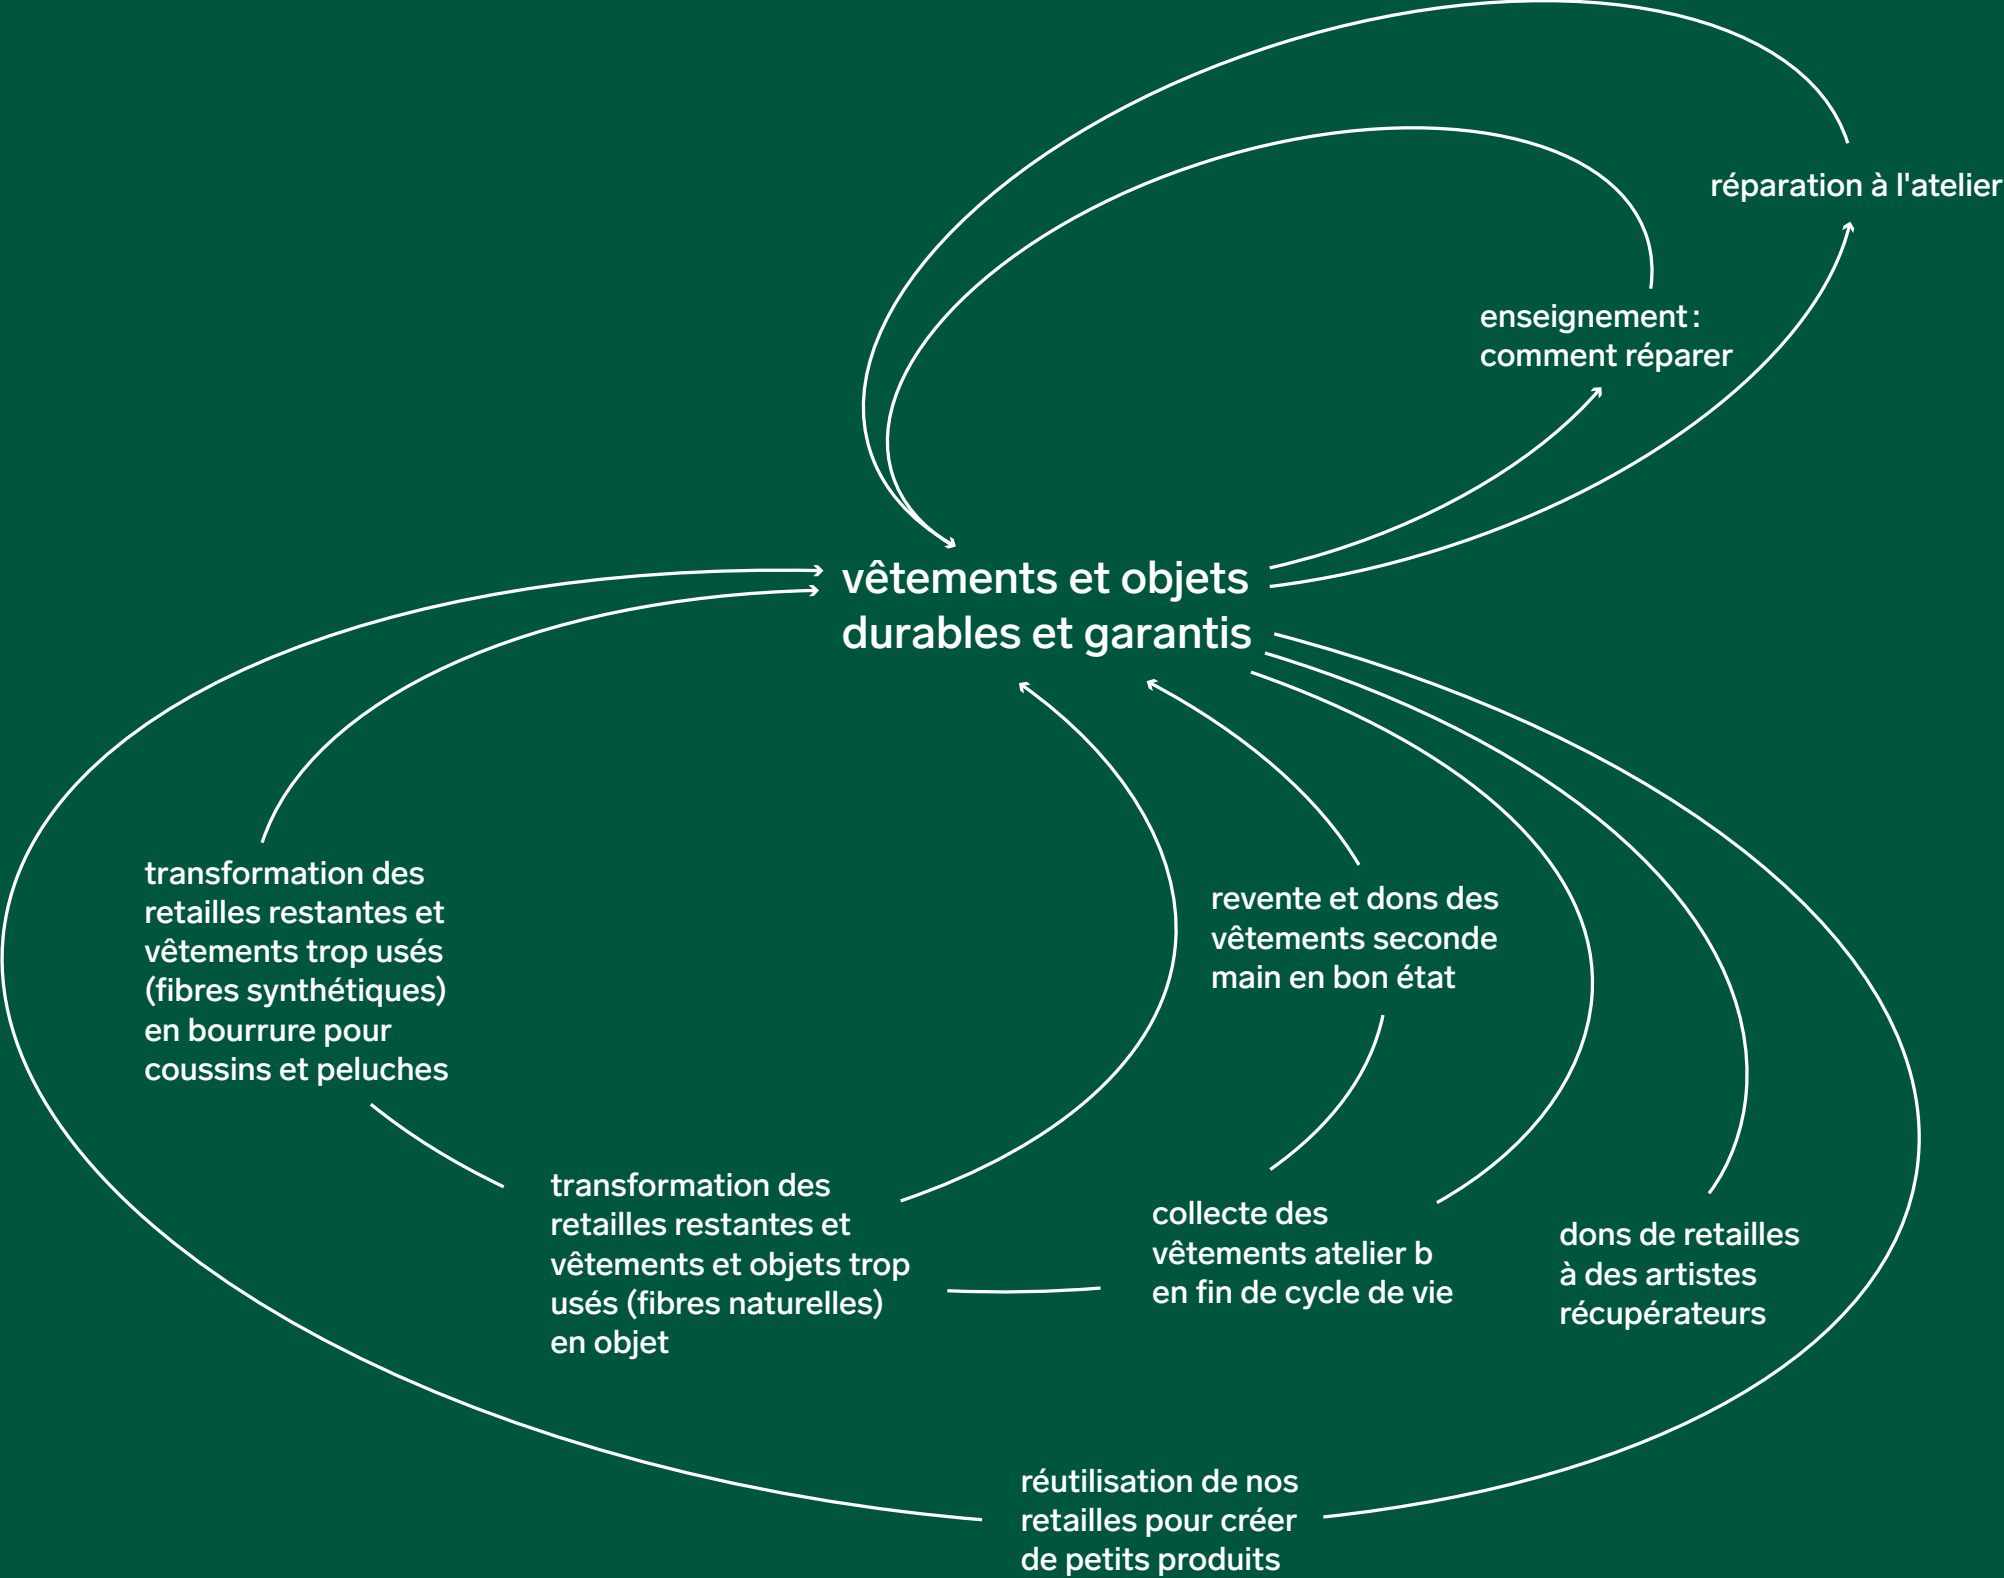 réparation à l'atelier
enseignement :
comment réparer
vêtements et objets
durables et garantis
transformation des
retailles restantes et
vêtements trop usés
(fibres synthétiques)
en bourrure pour
coussins et peluches
revente et dons des
vêtements seconde
main en bon état
transformation des
retailles restantes et
vêtements et objets trop
usés (fibres naturelles)
en objet
collecte des
vêtements atelier b
en fin de cycle de vie
dons de retailles
à des artistes
récupérateurs
réutilisation de nos
retailles pour créer
de petits produits